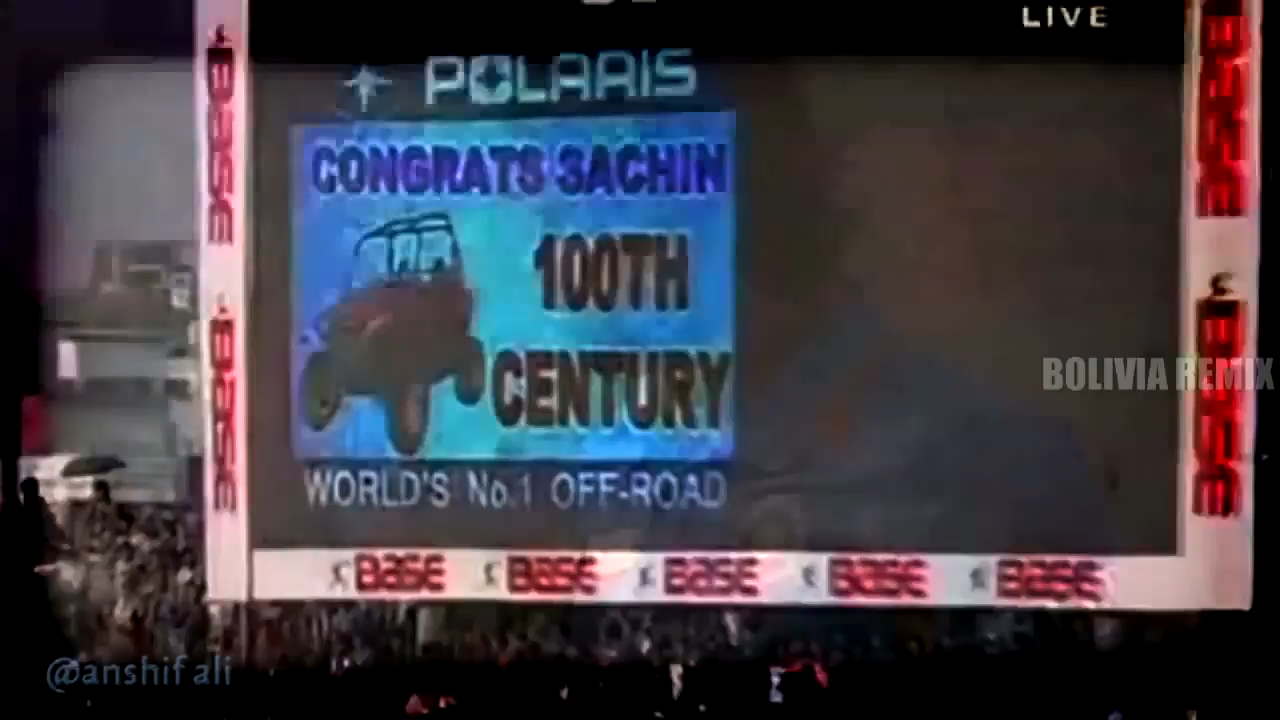 LIVE
POLARIS
CONGRATS SACHIN
100TH
CENTURY
WORLD'S No.1 OFF-ROAD
BASE
BASE
BASE
BASE
BOLIVIA REMIX
BASE BASE BASE BASE BASE
@anshif ali